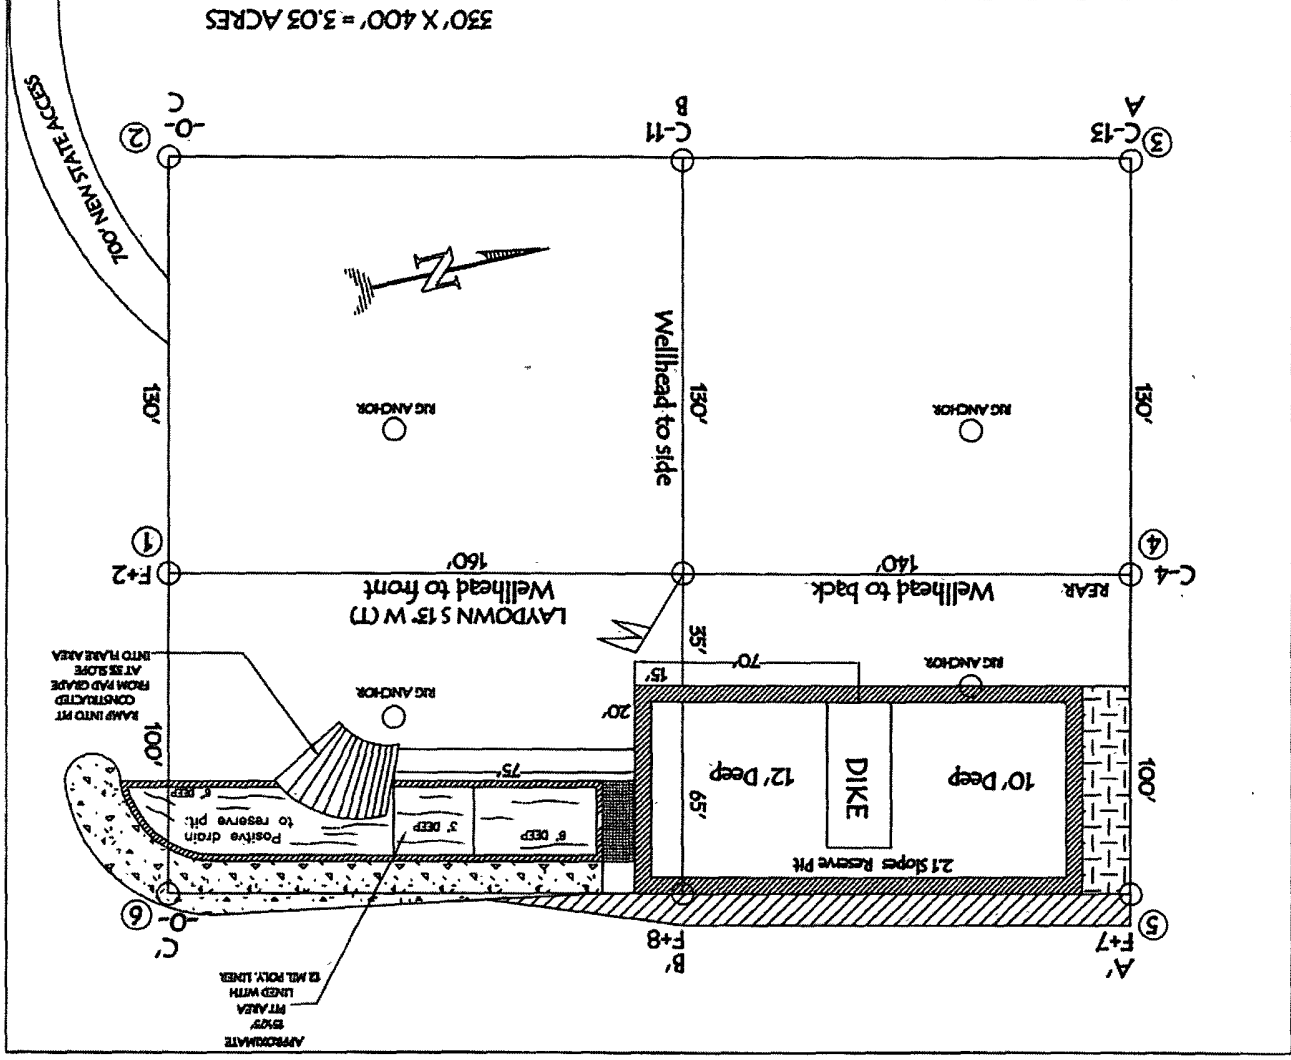 APPROXIMATE
PIT AREA
LINED WITH
12 MIL POLY. LINER
A'
F+7
5
B'
F+8
C'
-0-
6
2:1 Slopes Reserve Pit
10' Deep
DIKE
12' Deep
65'
100'
6' DEEP
3' DEEP
Positve drain
to reserve pit.
6' DEEP
75'
20'
15'
70'
35'
100'
RAMP INTO PIT
CONSTRUCTED
FROM PAD GRADE
INTO FLARE AREA
RIG ANCHOR
RIG ANCHOR
REAR
C-4
4
Wellhead to back
140'
LAYDOWN S 13° W (T)
Wellhead to front
160'
F+2
1
RIG ANCHOR
RIG ANCHOR
130'
130'
Wellhead to side
130'
N
700' NEW STATE ACCESS
3
C-13
A
C-11
B
-0-
C
2
330' X 400' = 3.03 ACRES